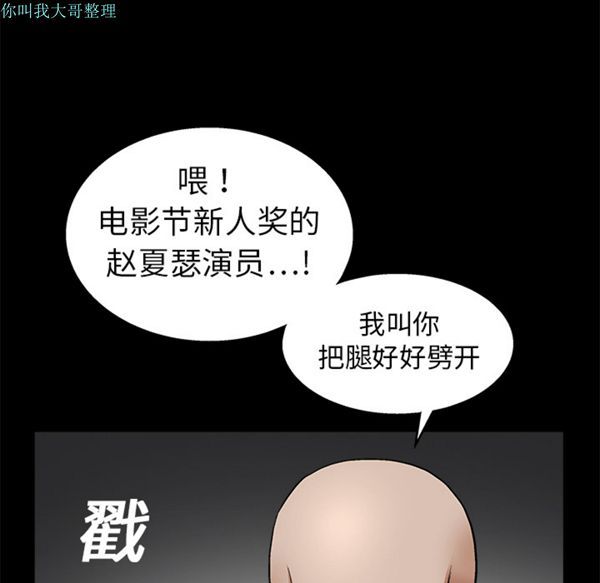 你叫我大哥整理
喂！
电影节新人奖的
赵夏瑟演员...!
我叫你
把腿好好劈开
戳